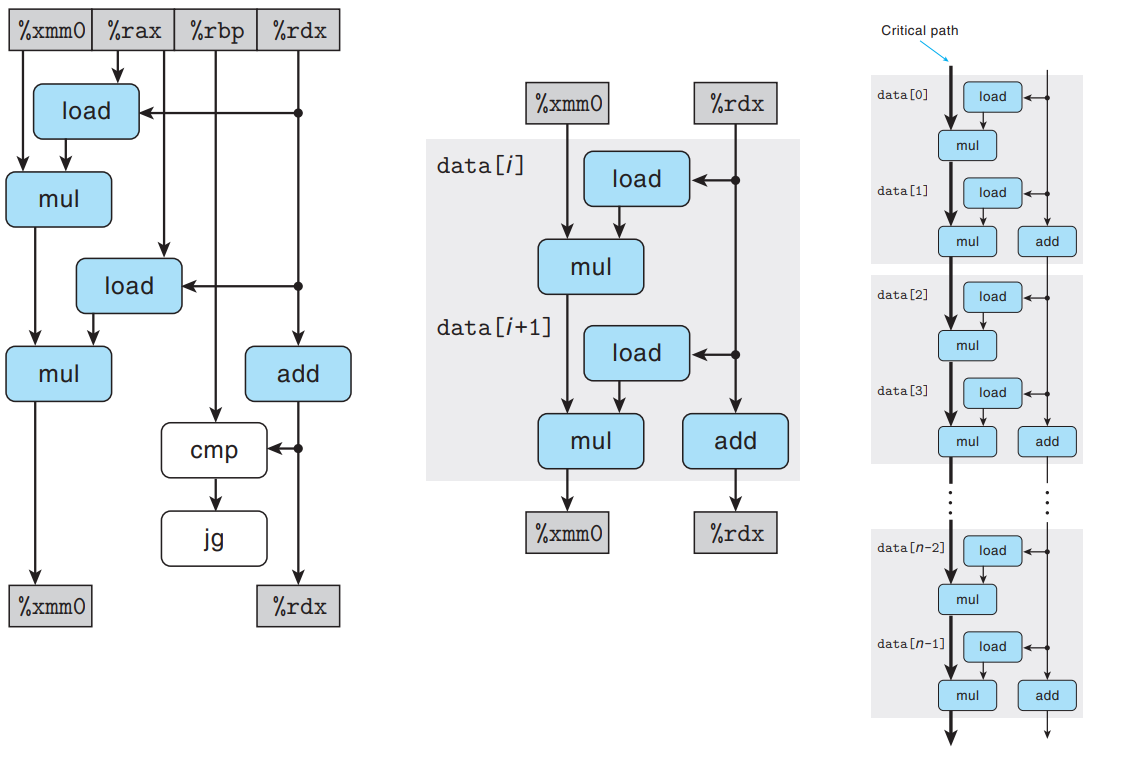 %xmm0 %rax %rbp %rdx
load
mul
load
mul
add
cmp
jg
%xmm0 %rdx
%xmm0 %rdx
data[i]
load
mul
data[i+1]
load
mul
add
%xmm0 %rdx
Critical path
data[0]
load
mul
data[1]
load
mul
add
data[2]
load
mul
data[3]
load
mul
add
data[n-2]
load
mul
data[n-1]
load
mul
add